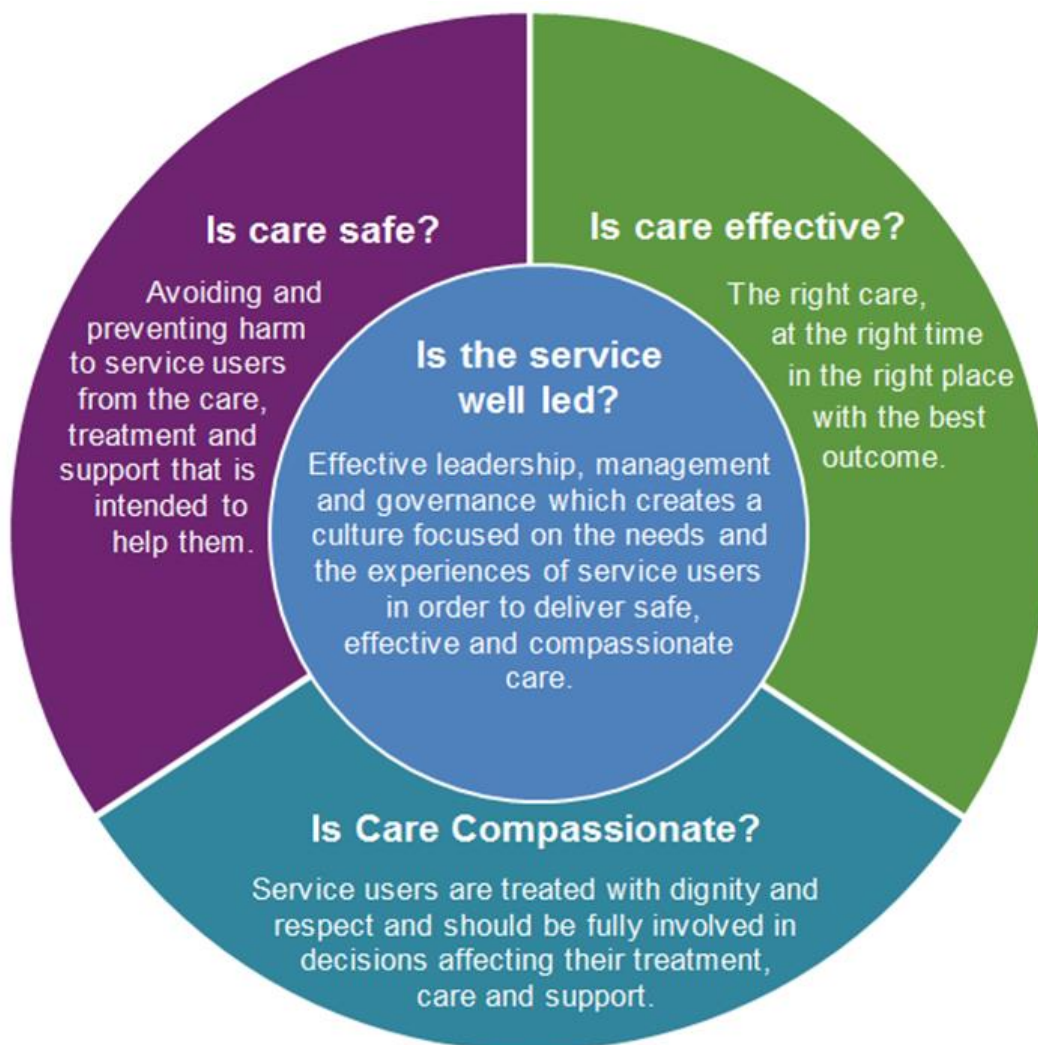 Is care safe?
Avoiding and
preventing harm
to service users
from the care,
treatment and
support that is
intended to
help them.
Is care effective?
The right care,
at the right time
in the right place
with the best
outcome.
Is the service
well led?
Effective leadership, management
and governance which creates a
culture focused on the needs and
the experiences of service users
in order to deliver safe,
effective and compassionate
care.
Is Care Compassionate?
Service users are treated with dignity and
respect and should be fully involved in
decisions affecting their treatment,
care and support.